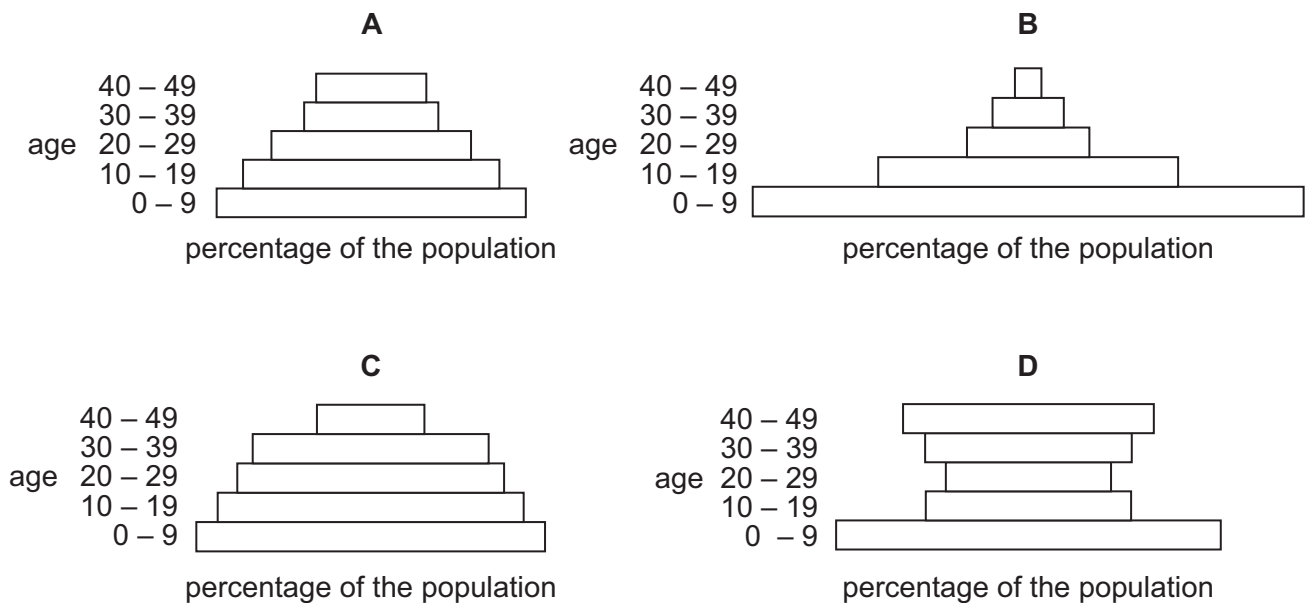 A
40 – 49
30 – 39
age 20 – 29
10 – 19
0 – 9
percentage of the population
B
40 – 49
30 – 39
age 20 – 29
10 – 19
0 – 9
percentage of the population
C
40 – 49
30 – 39
age 20 – 29
10 – 19
0 – 9
percentage of the population
D
40 – 49
30 – 39
age 20 – 29
10 – 19
0 – 9
percentage of the population